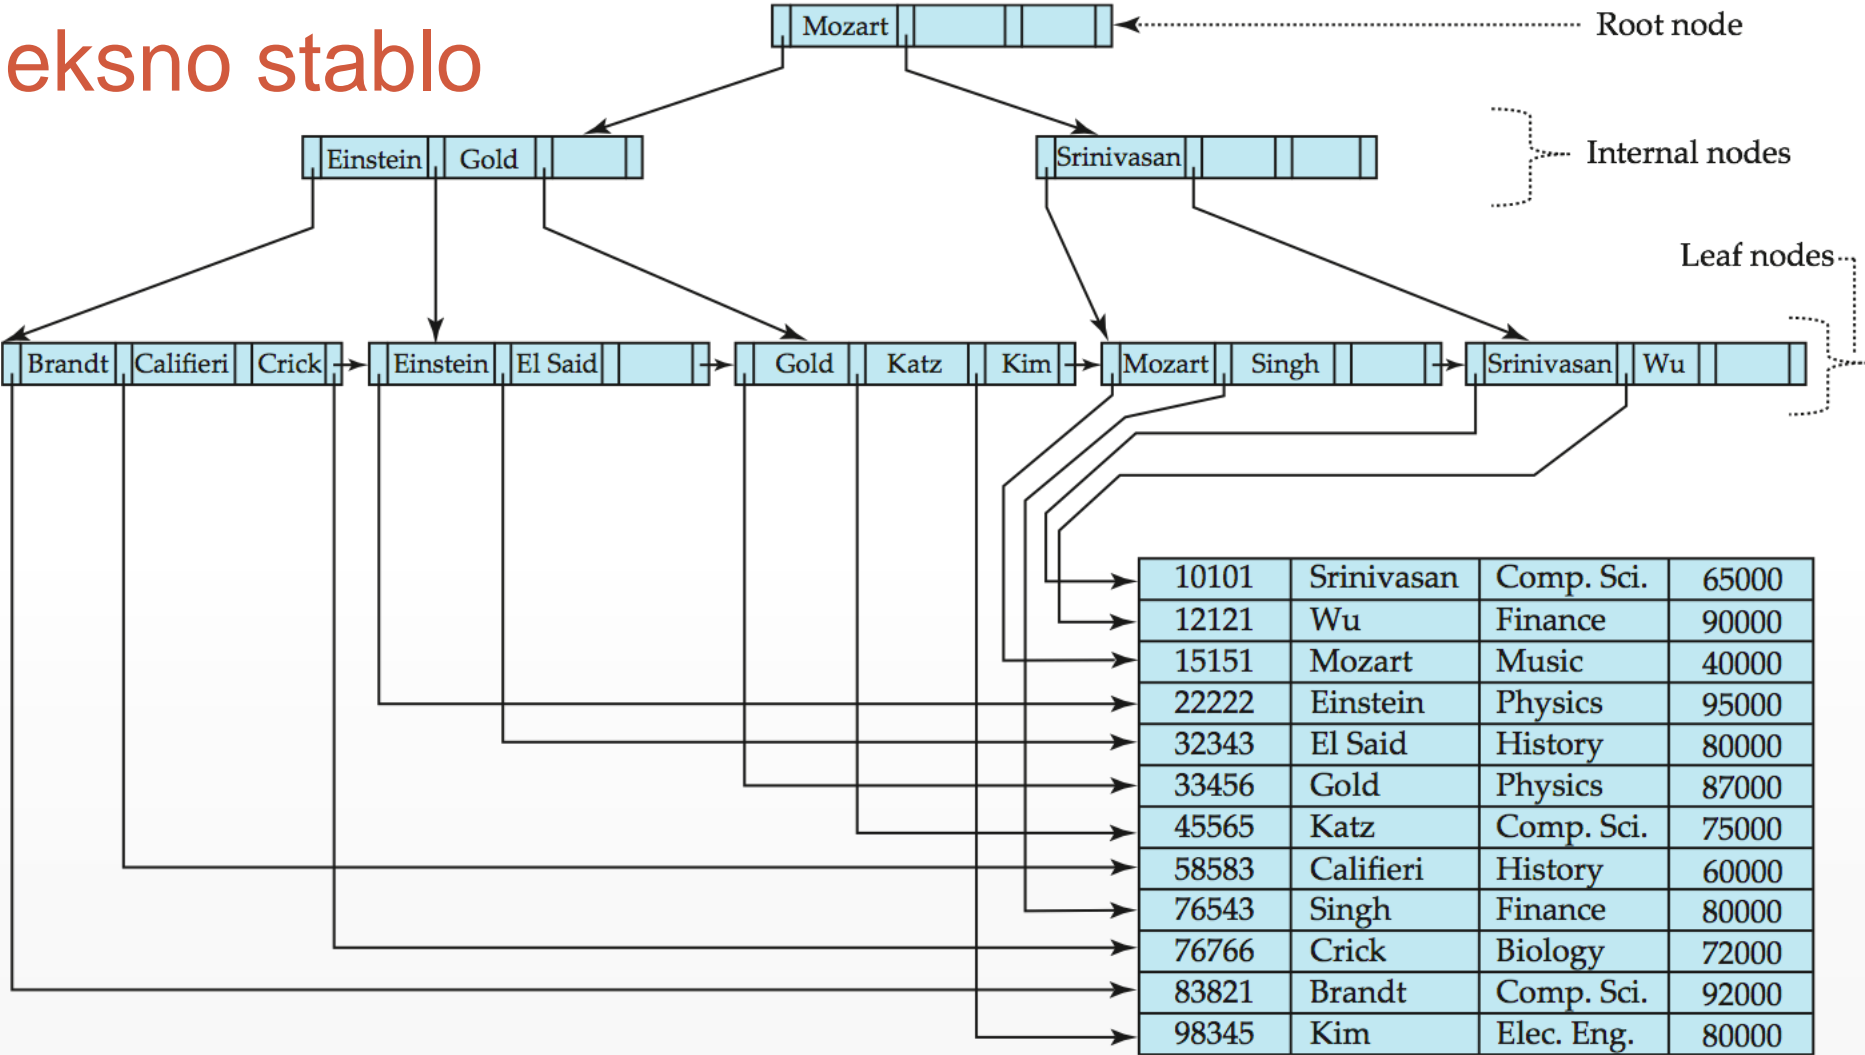 Mozart
Root node
eksno stablo
Einstein Gold
Srinivasan
Internal nodes
Leaf nodes
Brandt Califieri Crick
Einstein El Said
Gold Katz Kim
Mozart Singh
Srinivasan Wu
10101 Srinivasan Comp. Sci. 65000
12121 Wu Finance 90000
15151 Mozart Music 40000
22222 Einstein Physics 95000
32343 El Said History 80000
33456 Gold Physics 87000
45565 Katz Comp. Sci. 75000
58583 Califieri History 60000
76543 Singh Finance 80000
76766 Crick Biology 72000
83821 Brandt Comp. Sci. 92000
98345 Kim Elec. Eng. 80000